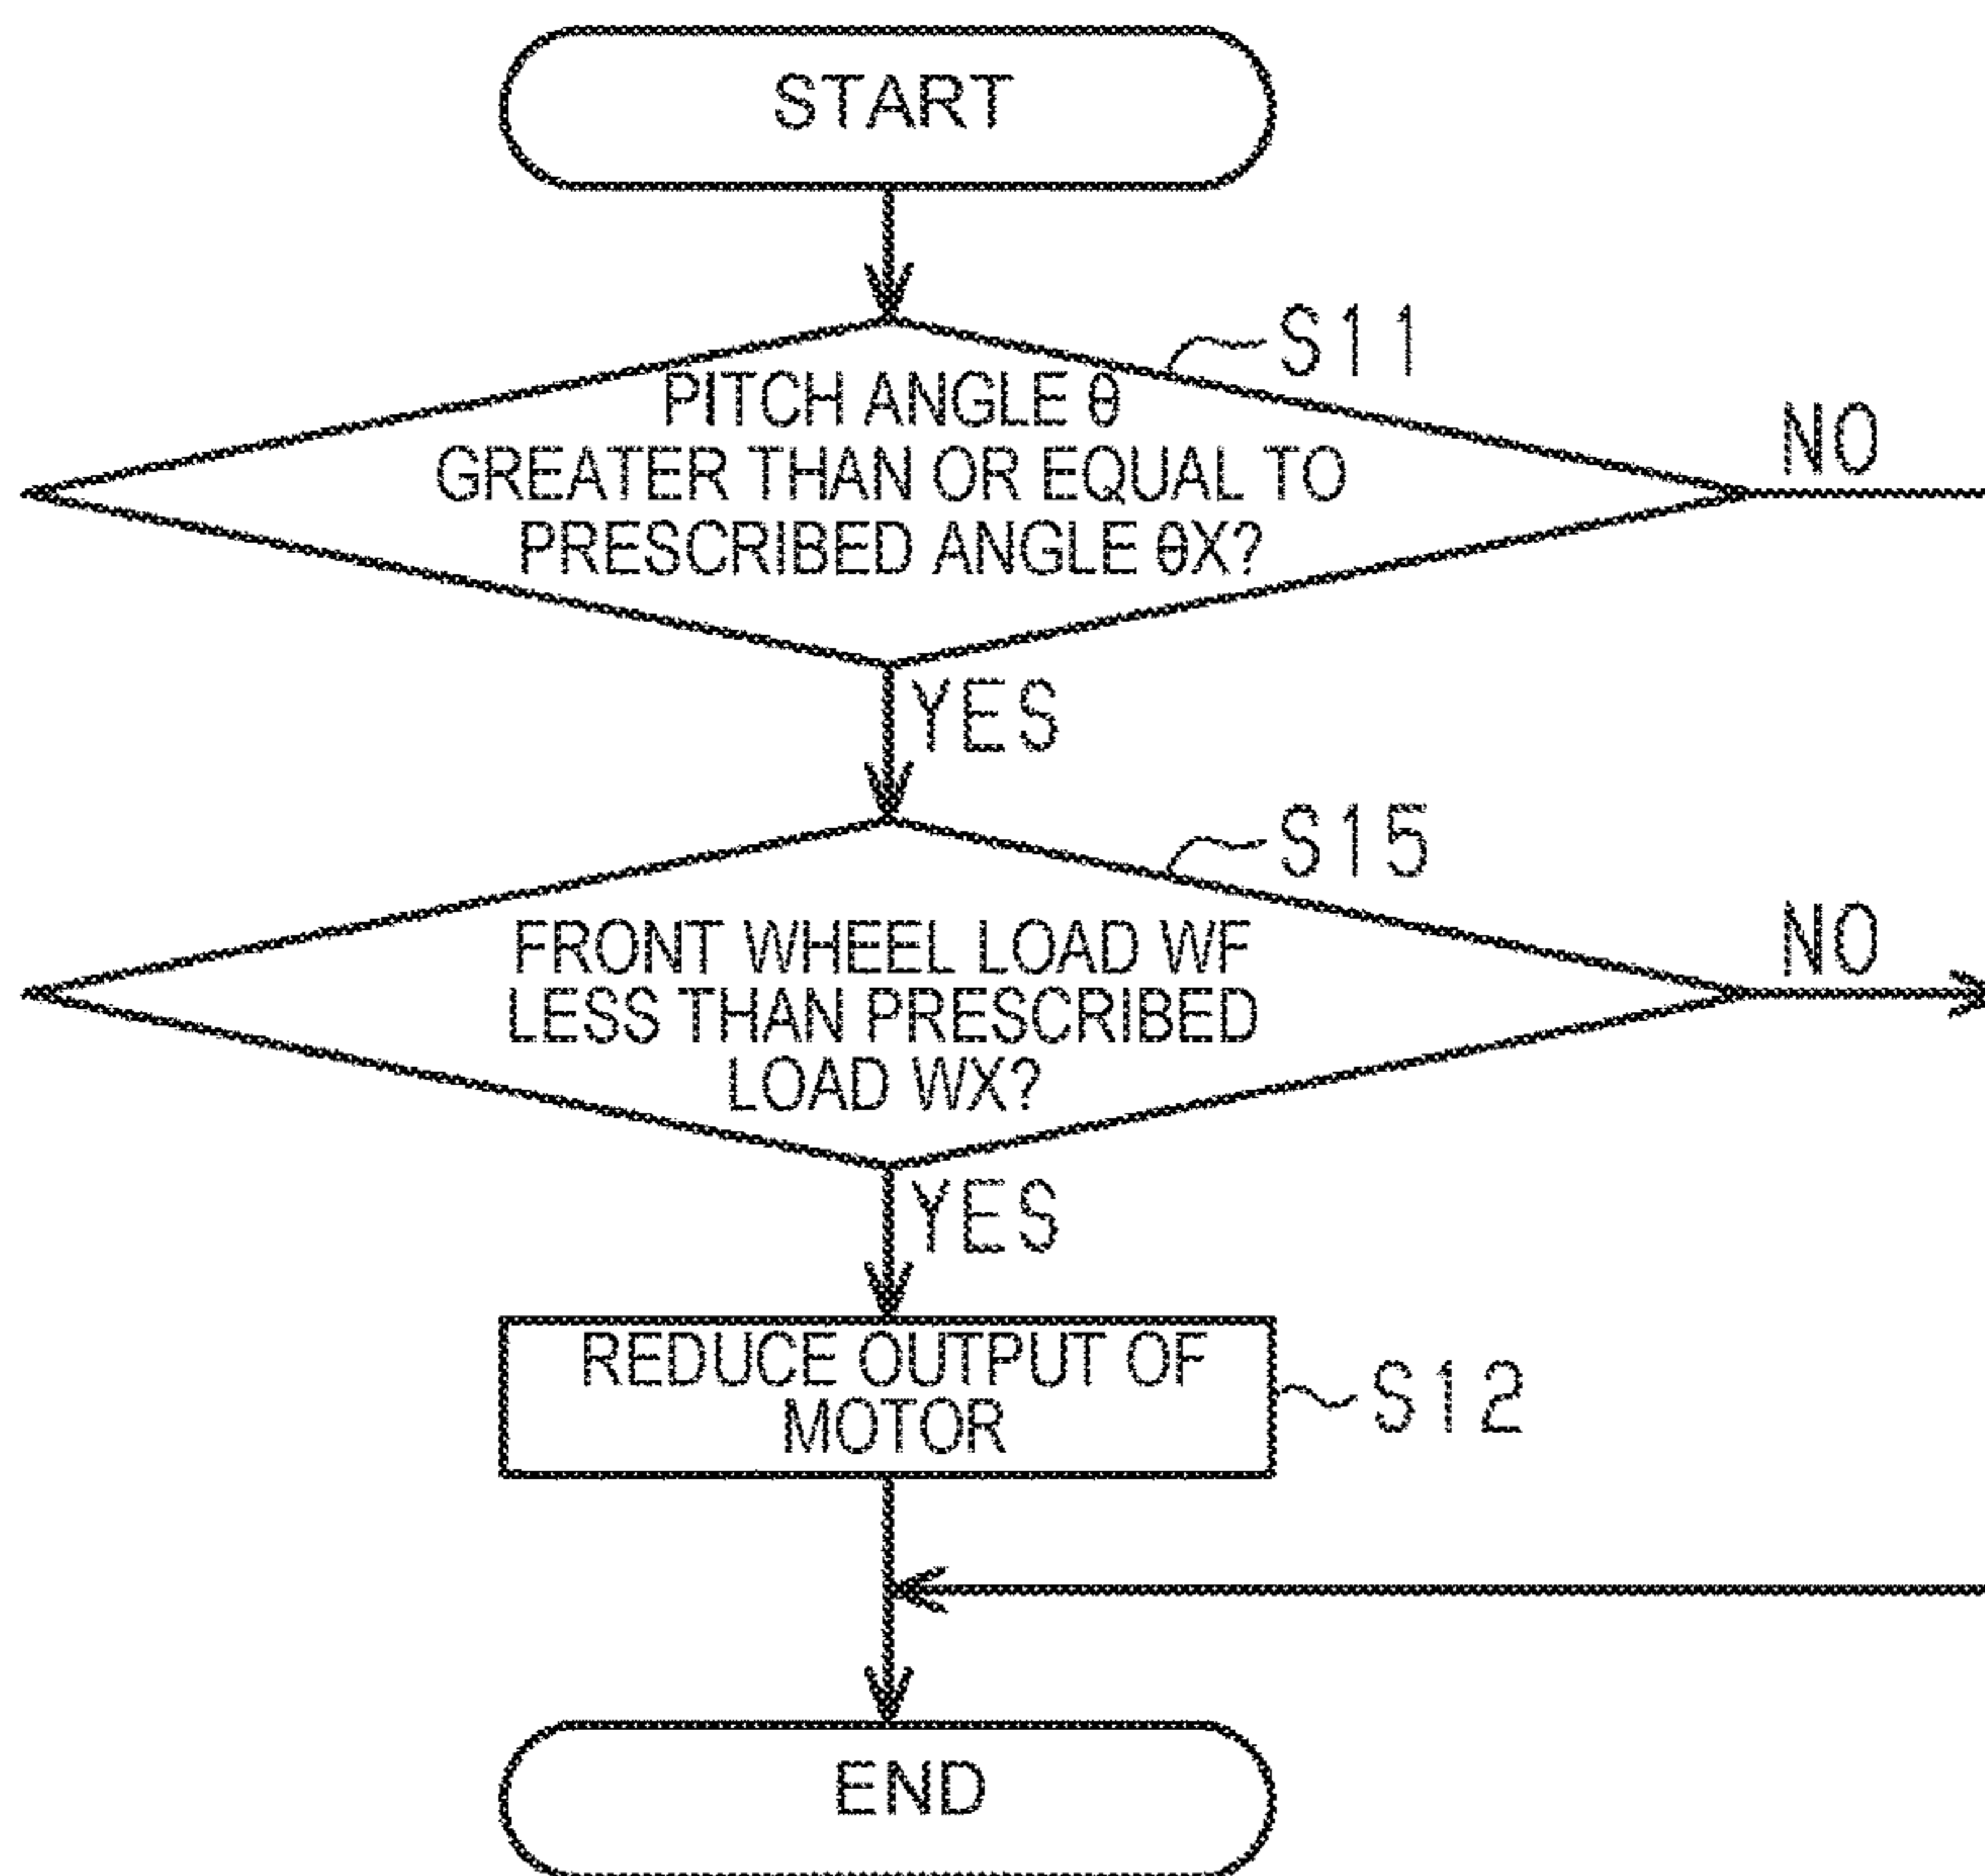 START
S11
PITCH ANGLE θ
GREATER THAN OR EQUAL TO
PRESCRIBED ANGLE θX?
NO
YES
S15
FRONT WHEEL LOAD WF
LESS THAN PRESCRIBED
LOAD WX?
NO
YES
REDUCE OUTPUT OF
MOTOR
S12
END